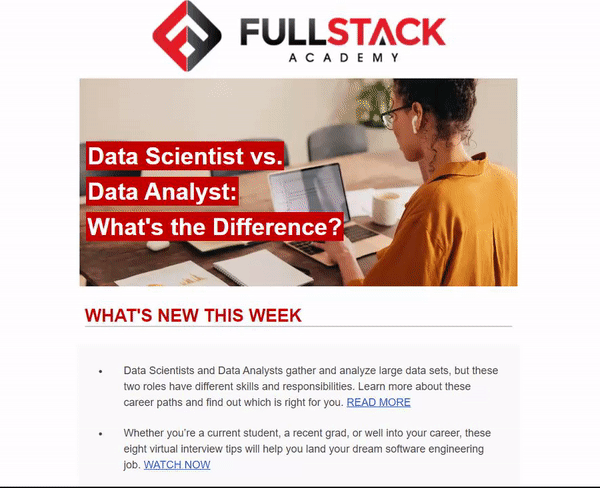 FULLSTACK
ACADEMY
Data Scientist vs.
Data Analyst:
What's the Difference?
WHAT'S NEW THIS WEEK
• Data Scientists and Data Analysts gather and analyze large data sets, but these
two roles have different skills and responsibilities. Learn more about these
career paths and find out which is right for you. READ MORE
• Whether you’re a current student, a recent grad, or well into your career, these
eight virtual interview tips will help you land your dream software engineering
job. WATCH NOW